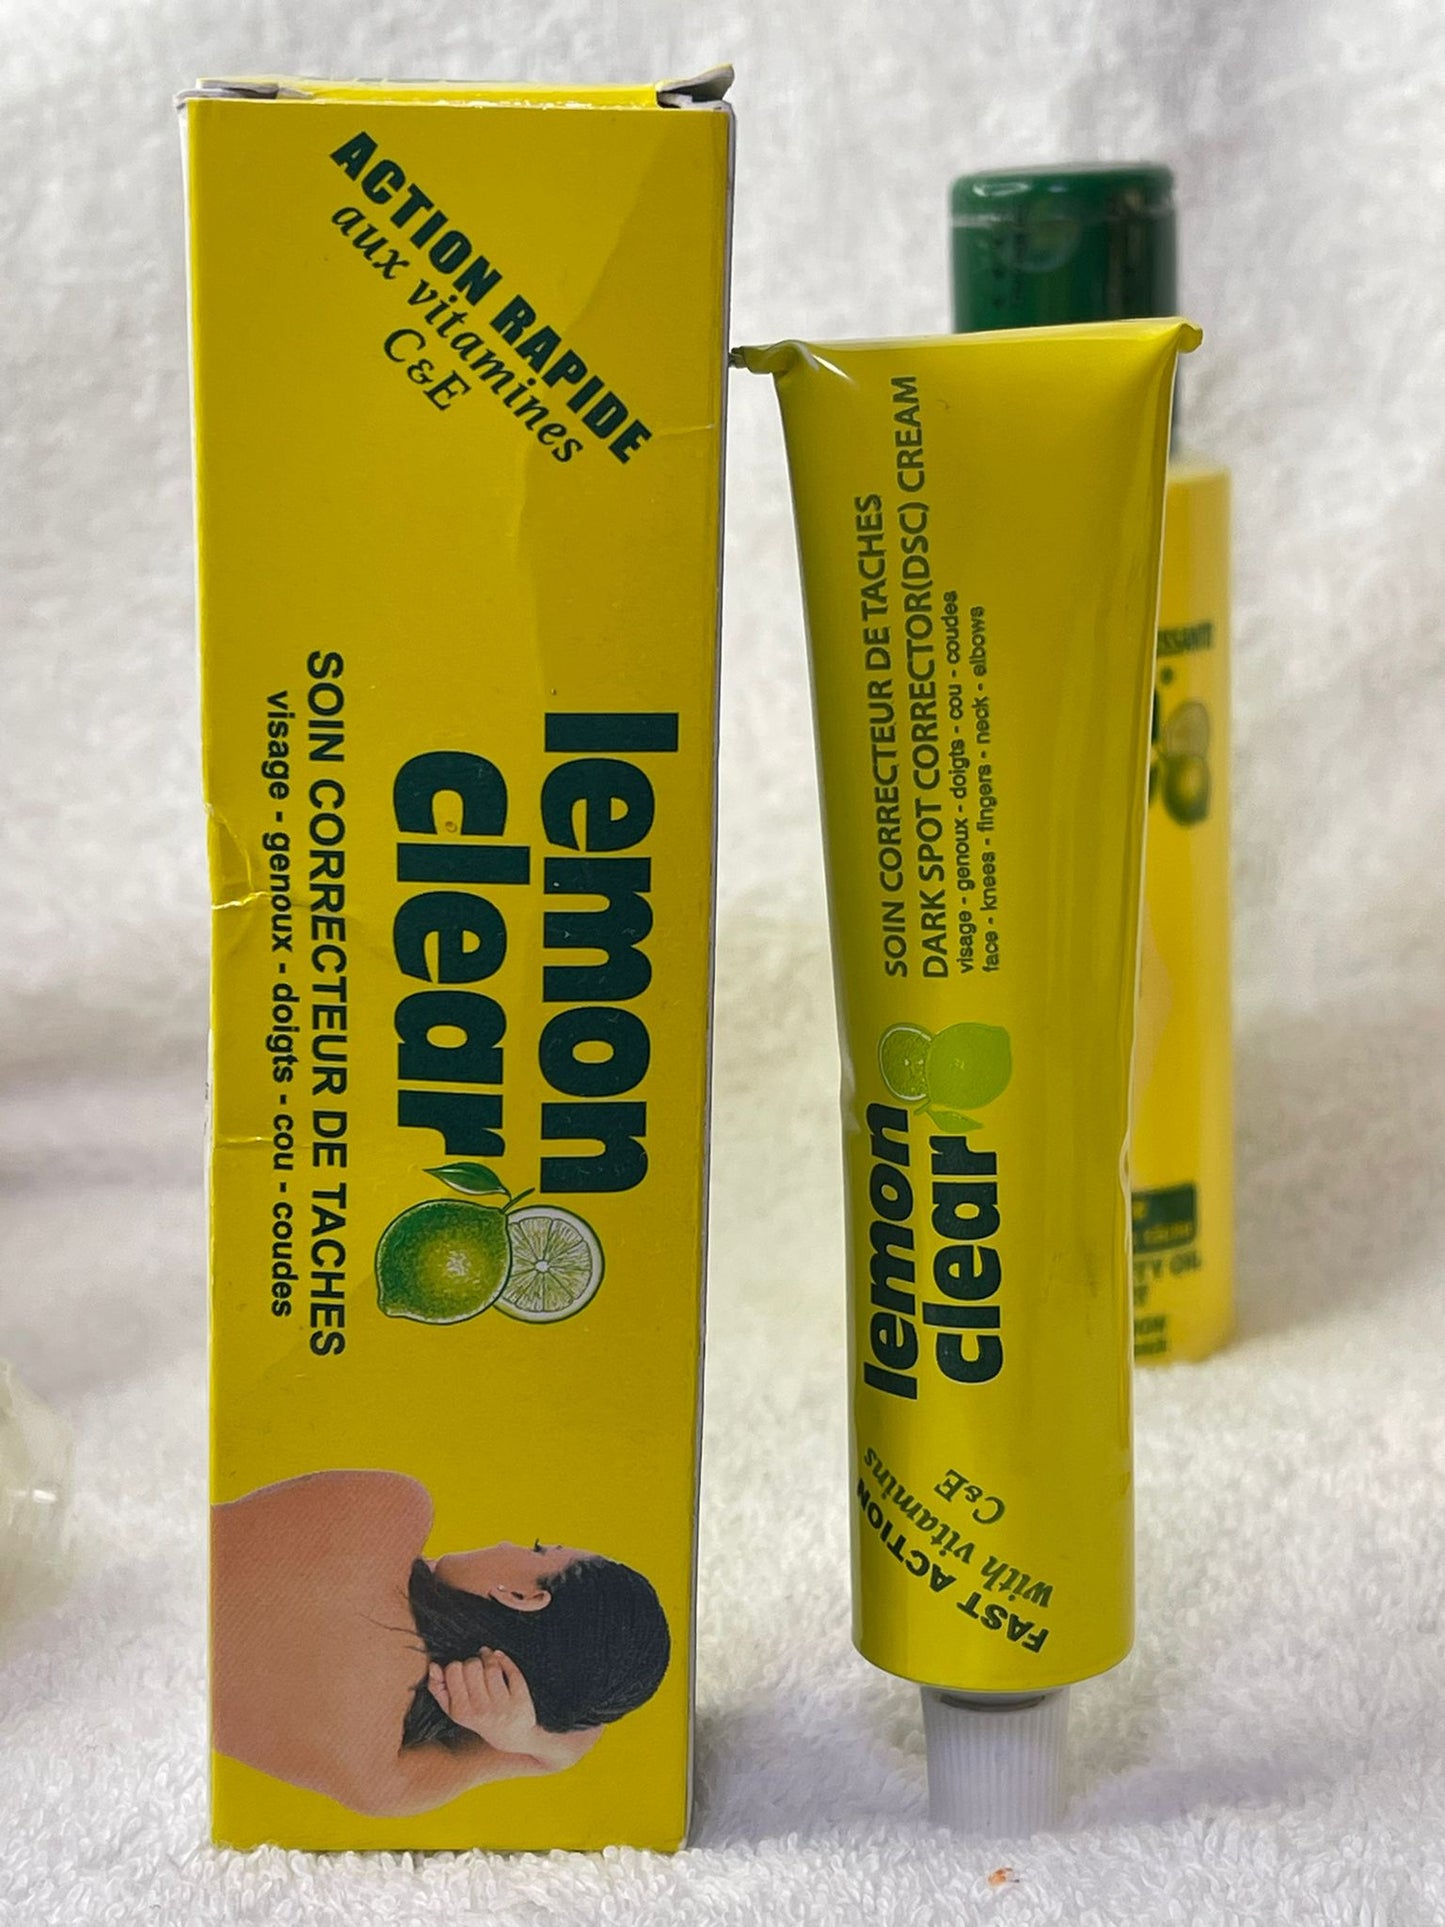 ACTION RAPIDE
aux vitamines
C&E
lemon
clear
SOIN CORRECTEUR DE TACHES
visage - genoux - doigts - cou - coudes
SOIN CORRECTEUR DE TACHES
DARK SPOT CORRECTOR(DSC) CREAM
visage - genoux - doigts - cou - coudes
face - knees - fingers - neck - elbows
lemon
clear
FAST ACTION
with vitamins
C&E
TY OIL